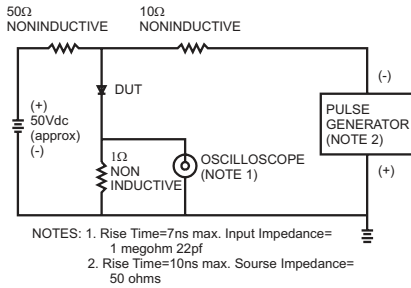 50Ω
NONINDUCTIVE
10Ω
NONINDUCTIVE
(+)
50Vdc
(approx)
(-)
DUT
1Ω
NON
INDUCTIVE
OSCILLOSCOPE
(NOTE 1)
(-)
PULSE
GENERATOR
(NOTE 2)
(+)
NOTES: 1. Rise Time=7ns max. Input Impedance=
1 megohm 22pf
2. Rise Time=10ns max. Sourse Impedance=
50 ohms